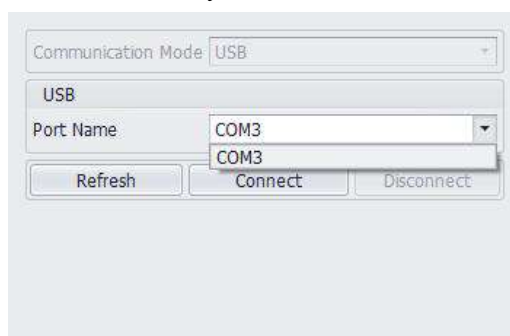 Communication Mode USB
USB
Port Name COM3
COM3
Refresh Connect Disconnect